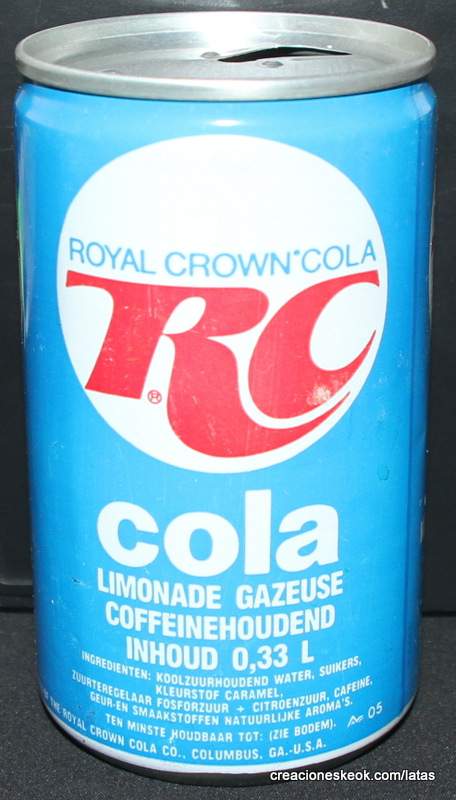 ROYAL CROWN COLA
RC
®
cola
LIMONADE GAZEUSE
COFFEINEHOUDEND
INHOUD 0,33 L
INGREDIENTEN: KOOLZUURHOUDEND WATER, SUIKERS,
KLEURSTOF CARAMEL,
ZUURTEREGELAAR FOSFORZUUR + CITROENZUUR, CAFEINE,
GEUR-EN SMAAKSTOFFEN NATUURLIJKE AROMA'S.
TEN MINSTE HOUDBAAR TOT: (ZIE BODEM). 05
OF THE ROYAL CROWN COLA CO., COLUMBUS, GA.-U.S.A.
creacioneskeok.com/latas